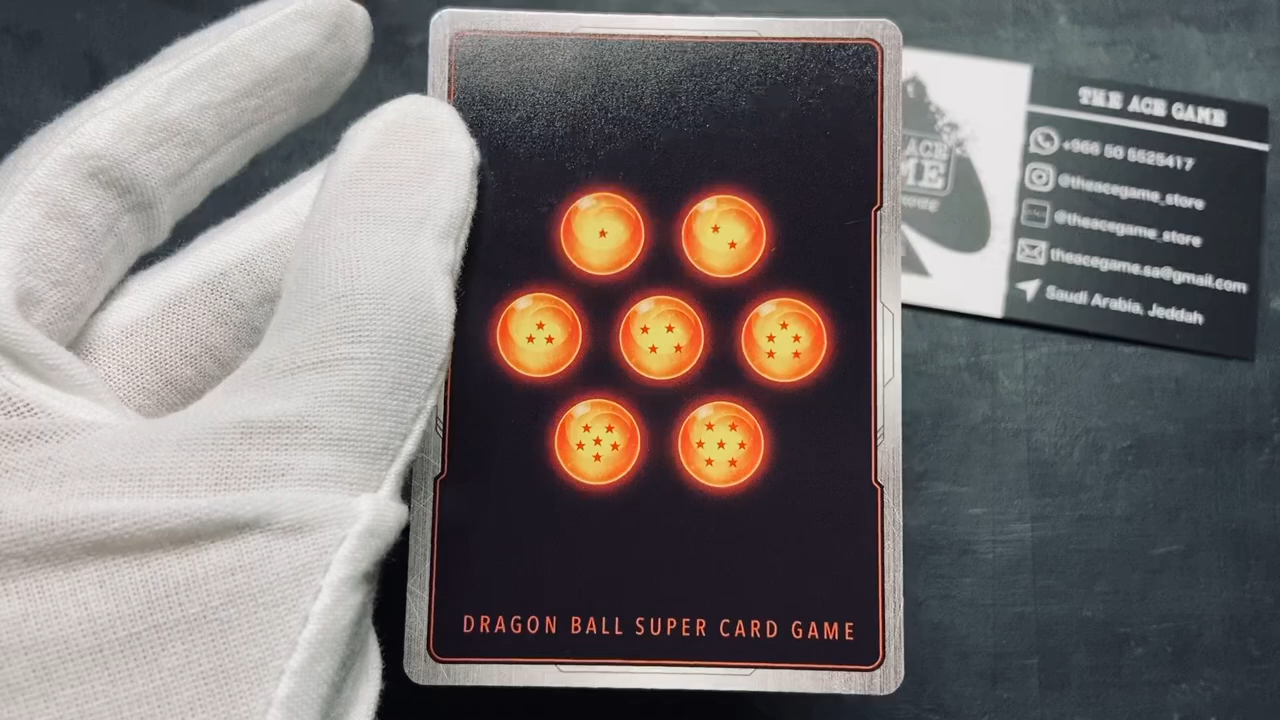 DRAGON BALL SUPER CARD GAME
ACE
THE ACE GAME
+966 50 5525417
@theacegame_store
@theacegame_store
theacegame.sa@gmail.com
Saudi Arabia, Jeddah